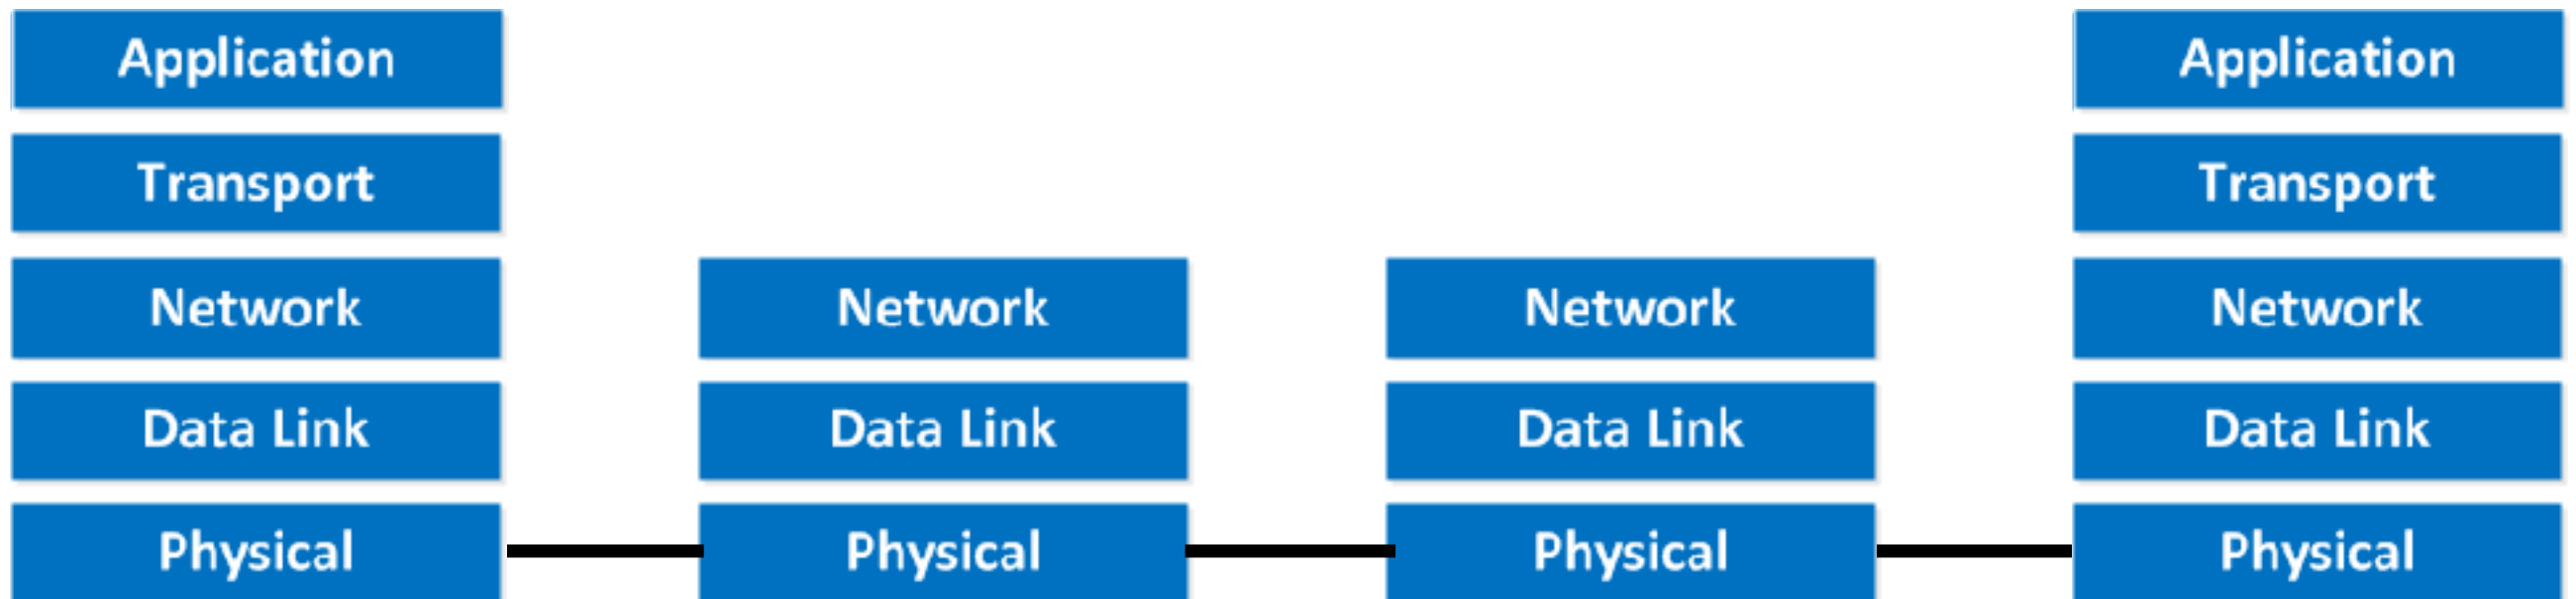 Application
Application
Transport
Transport
Network
Network
Network
Network
Data Link
Data Link
Data Link
Data Link
Physical
Physical
Physical
Physical